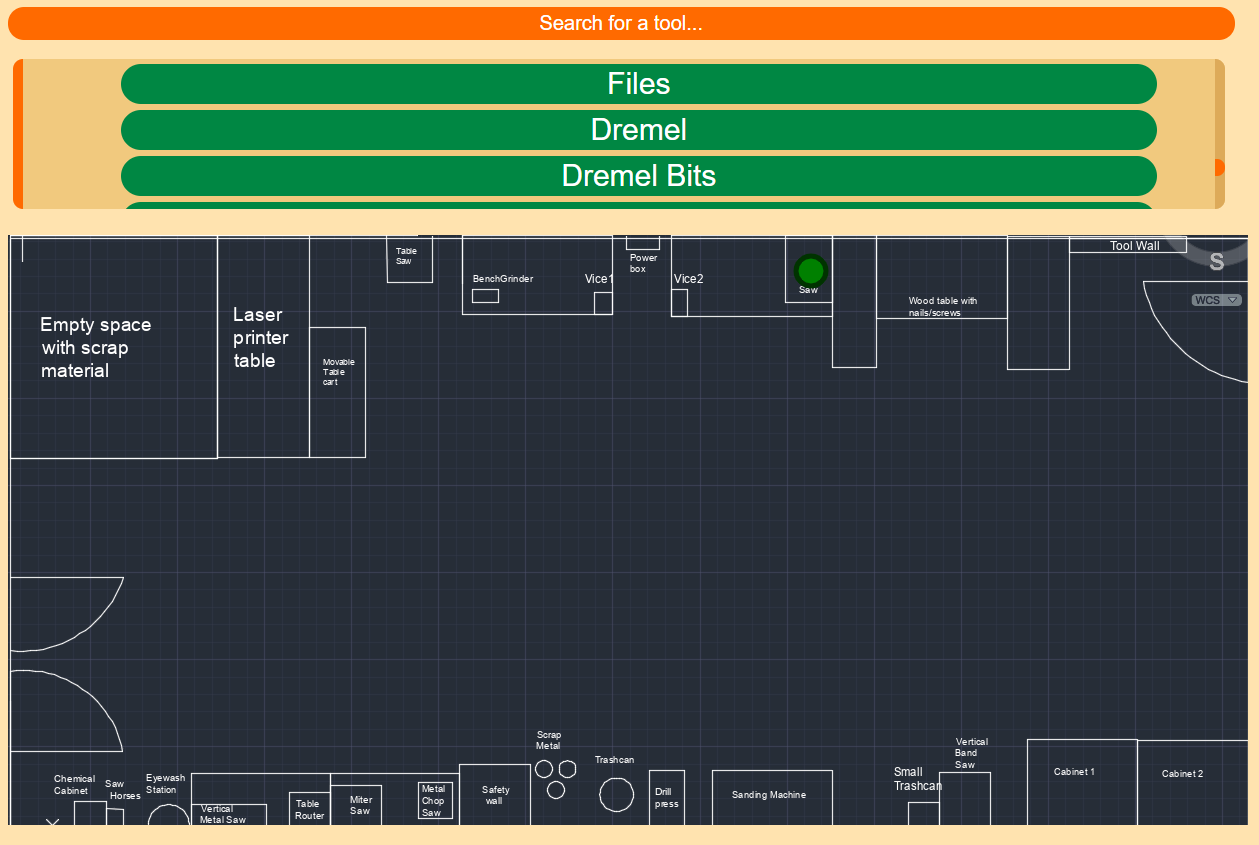 Search for a tool...
Files
Dremel
Dremel Bits
Tool Wall
S
WCS
Table
Saw
BenchGrinder
Vice1
Power
box
Vice2
Saw
Wood table with
nails/screws
Empty space
with scrap
material
Laser
printer
table
Movable
Table
cart
Scrap
Metal
Trashcan
Vertical
Band
Saw
Small
Trashcan
Cabinet 1
Cabinet 2
Chemical
Cabinet
Saw
Horses
Eyewash
Station
Vertical
Metal Saw
Table
Router
Miter
Saw
Metal
Chop
Saw
Safety
wall
Drill
press
Sanding Machine